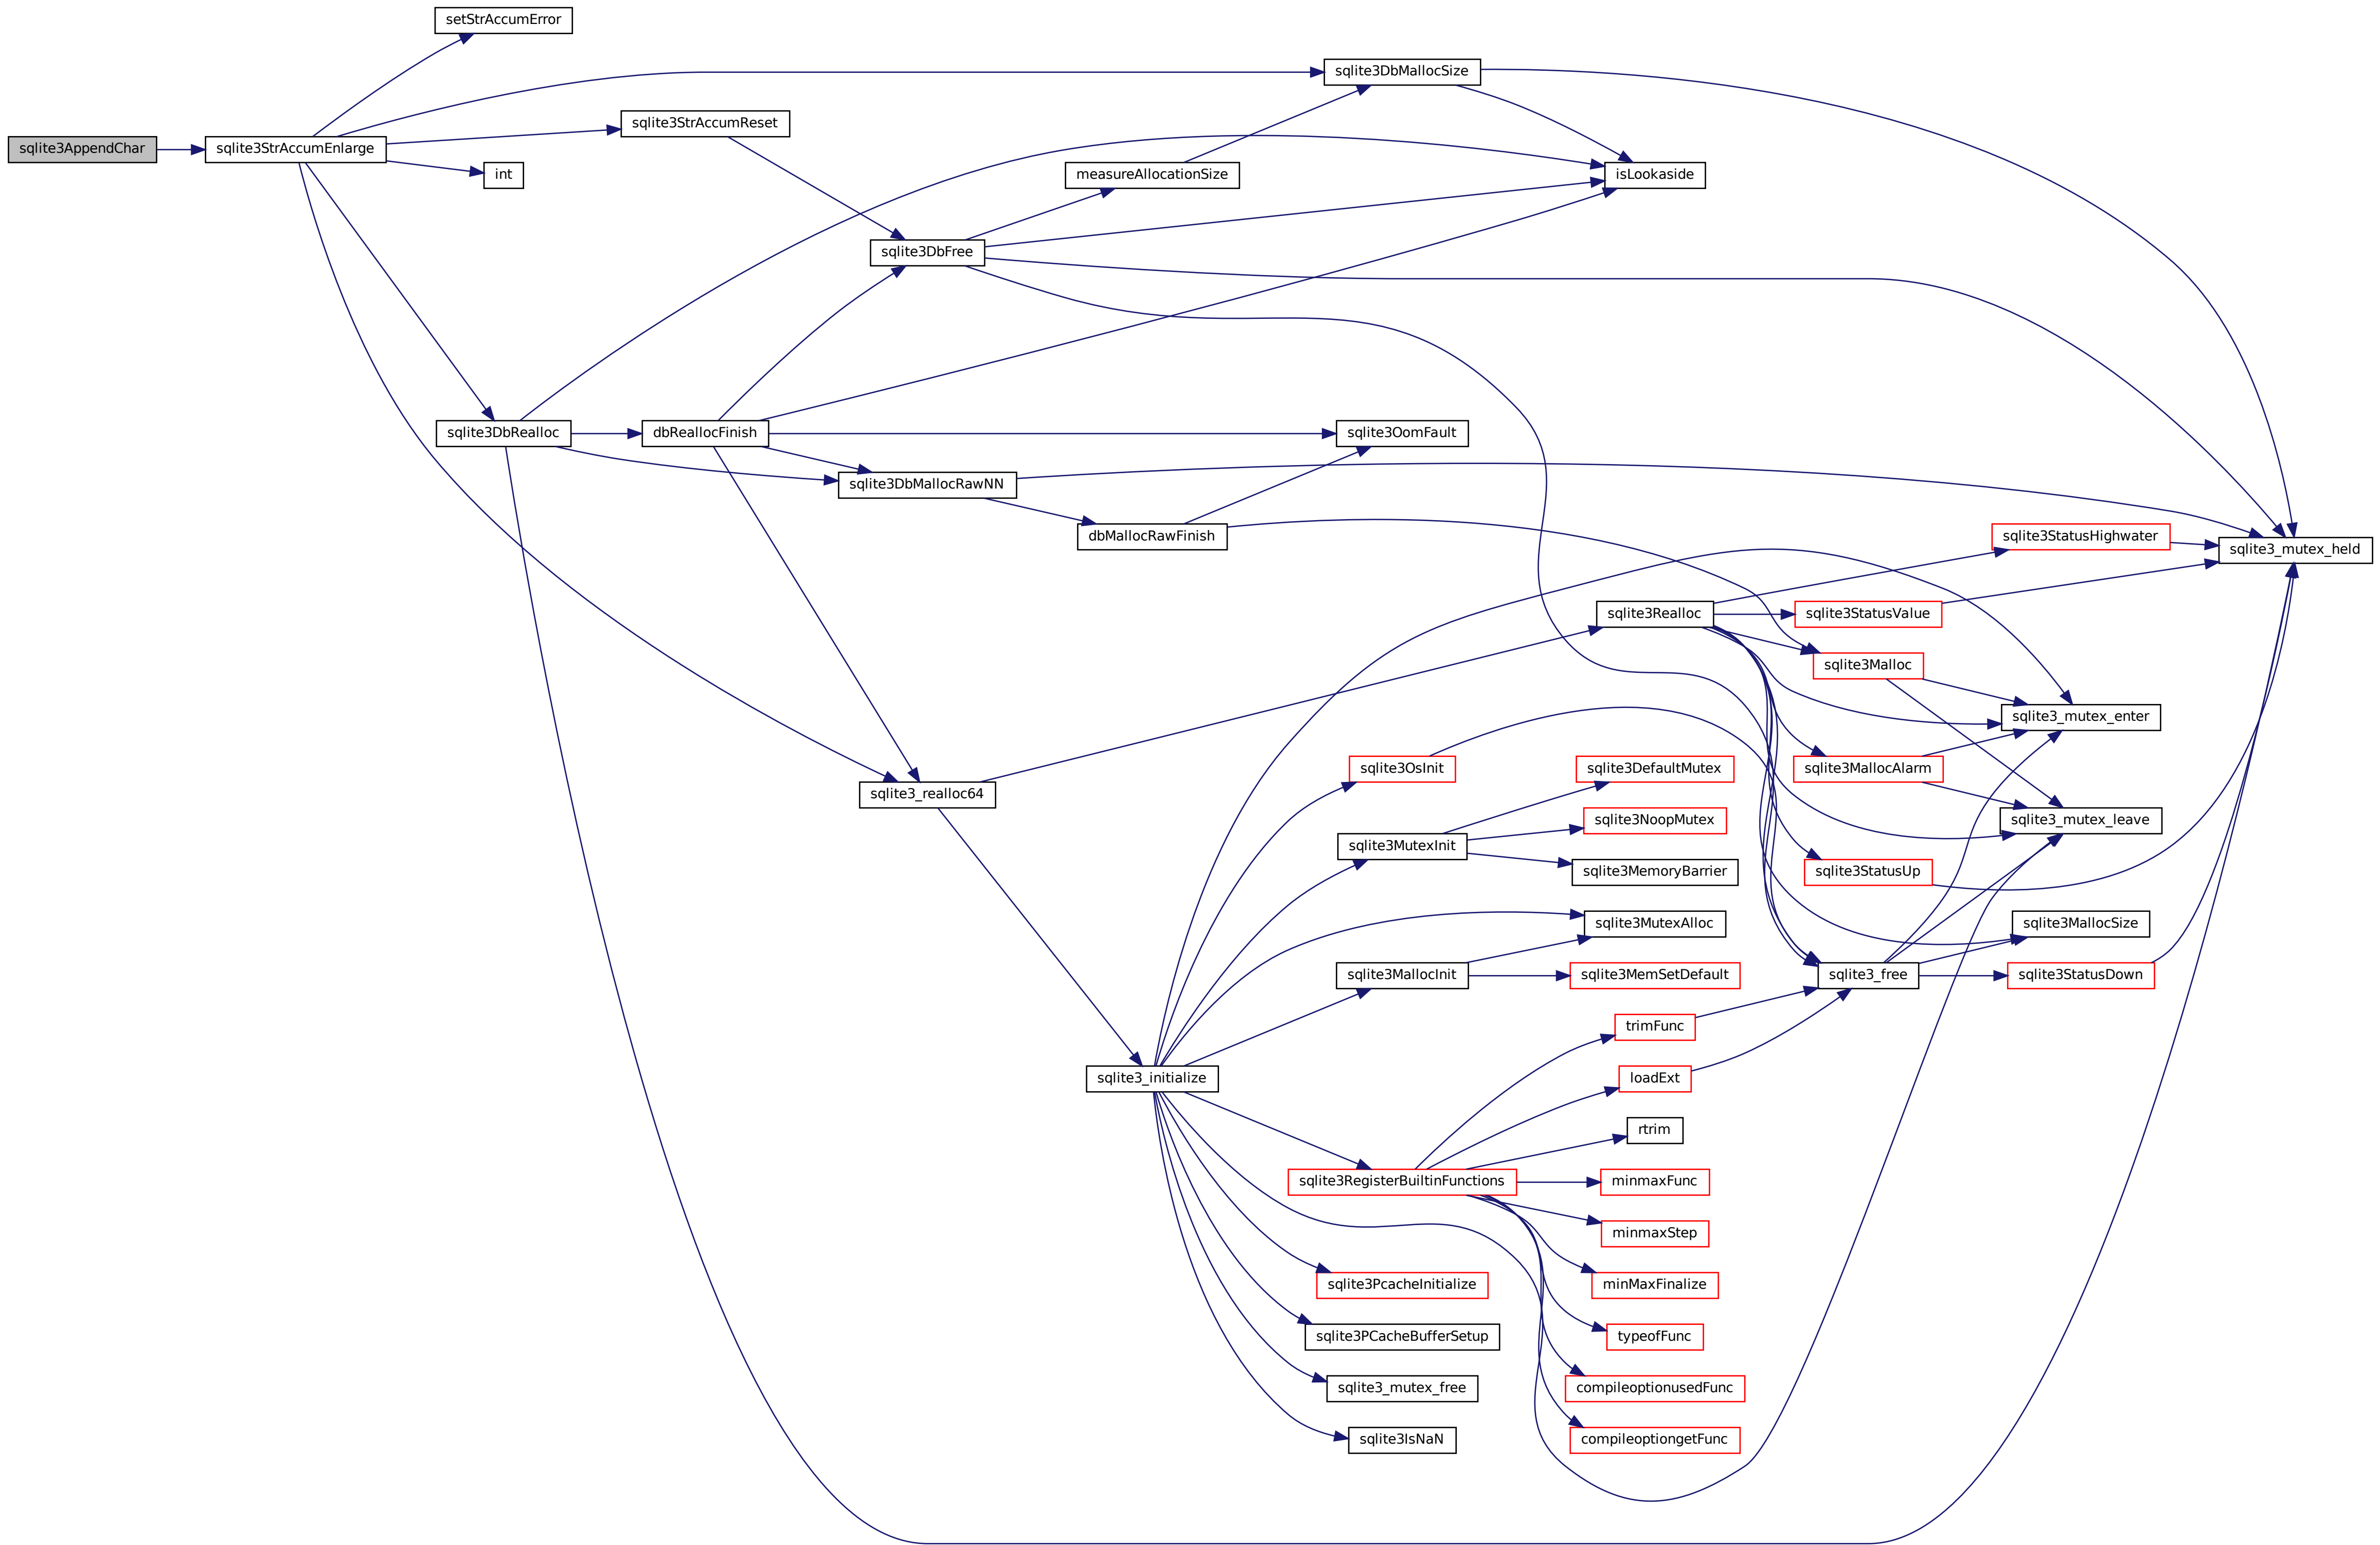 setStrAccumError
sqlite3DbMallocSize
sqlite3StrAccumReset
sqlite3AppendChar
sqlite3StrAccumEnlarge
int
measureAllocationSize
isLookaside
sqlite3DbFree
sqlite3DbRealloc
dbReallocFinish
sqlite3OomFault
sqlite3DbMallocRawNN
dbMallocRawFinish
sqlite3StatusHighwater
sqlite3_mutex_held
sqlite3Realloc
sqlite3StatusValue
sqlite3Malloc
sqlite3_mutex_enter
sqlite3OsInit
sqlite3DefaultMutex
sqlite3MallocAlarm
sqlite3_realloc64
sqlite3NoopMutex
sqlite3_mutex_leave
sqlite3MutexInit
sqlite3MemoryBarrier
sqlite3StatusUp
sqlite3MutexAlloc
sqlite3MallocSize
sqlite3MallocInit
sqlite3MemSetDefault
sqlite3_free
sqlite3StatusDown
trimFunc
sqlite3_initialize
loadExt
rtrim
sqlite3RegisterBuiltinFunctions
minmaxFunc
minmaxStep
sqlite3PcacheInitialize
minMaxFinalize
sqlite3PCacheBufferSetup
typeofFunc
sqlite3_mutex_free
compileoptionusedFunc
sqlite3IsNaN
compileoptiongetFunc